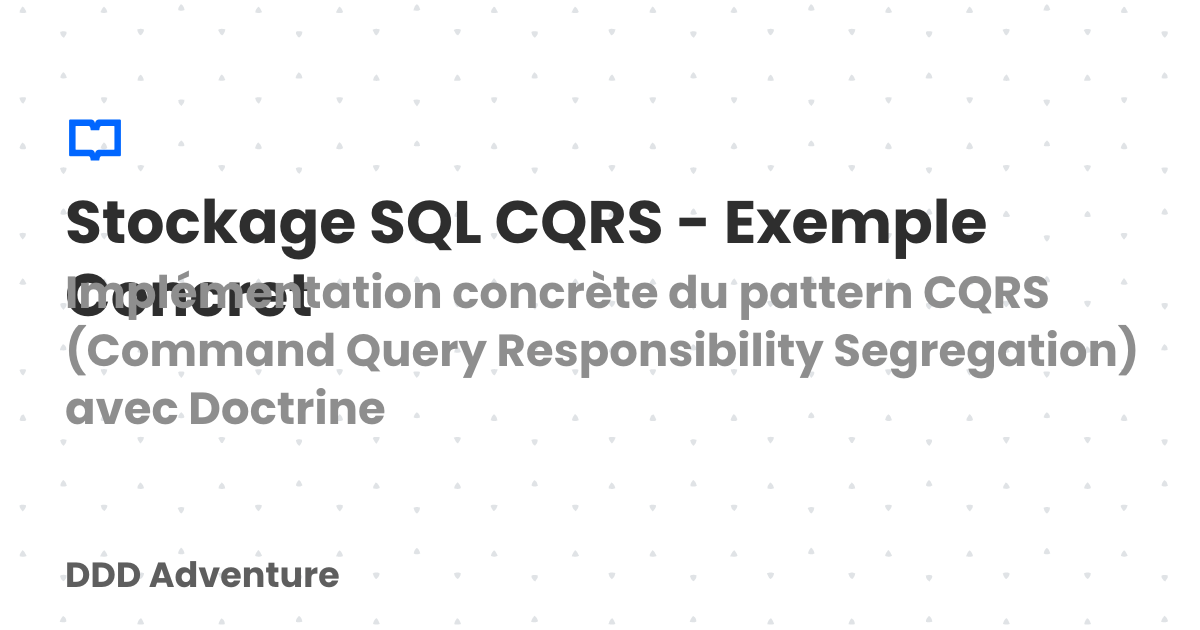 Stockage SQL CQRS - Exemple
Concret
Implémentation concrète du pattern CQRS
(Command Query Responsibility Segregation)
avec Doctrine
DDD Adventure